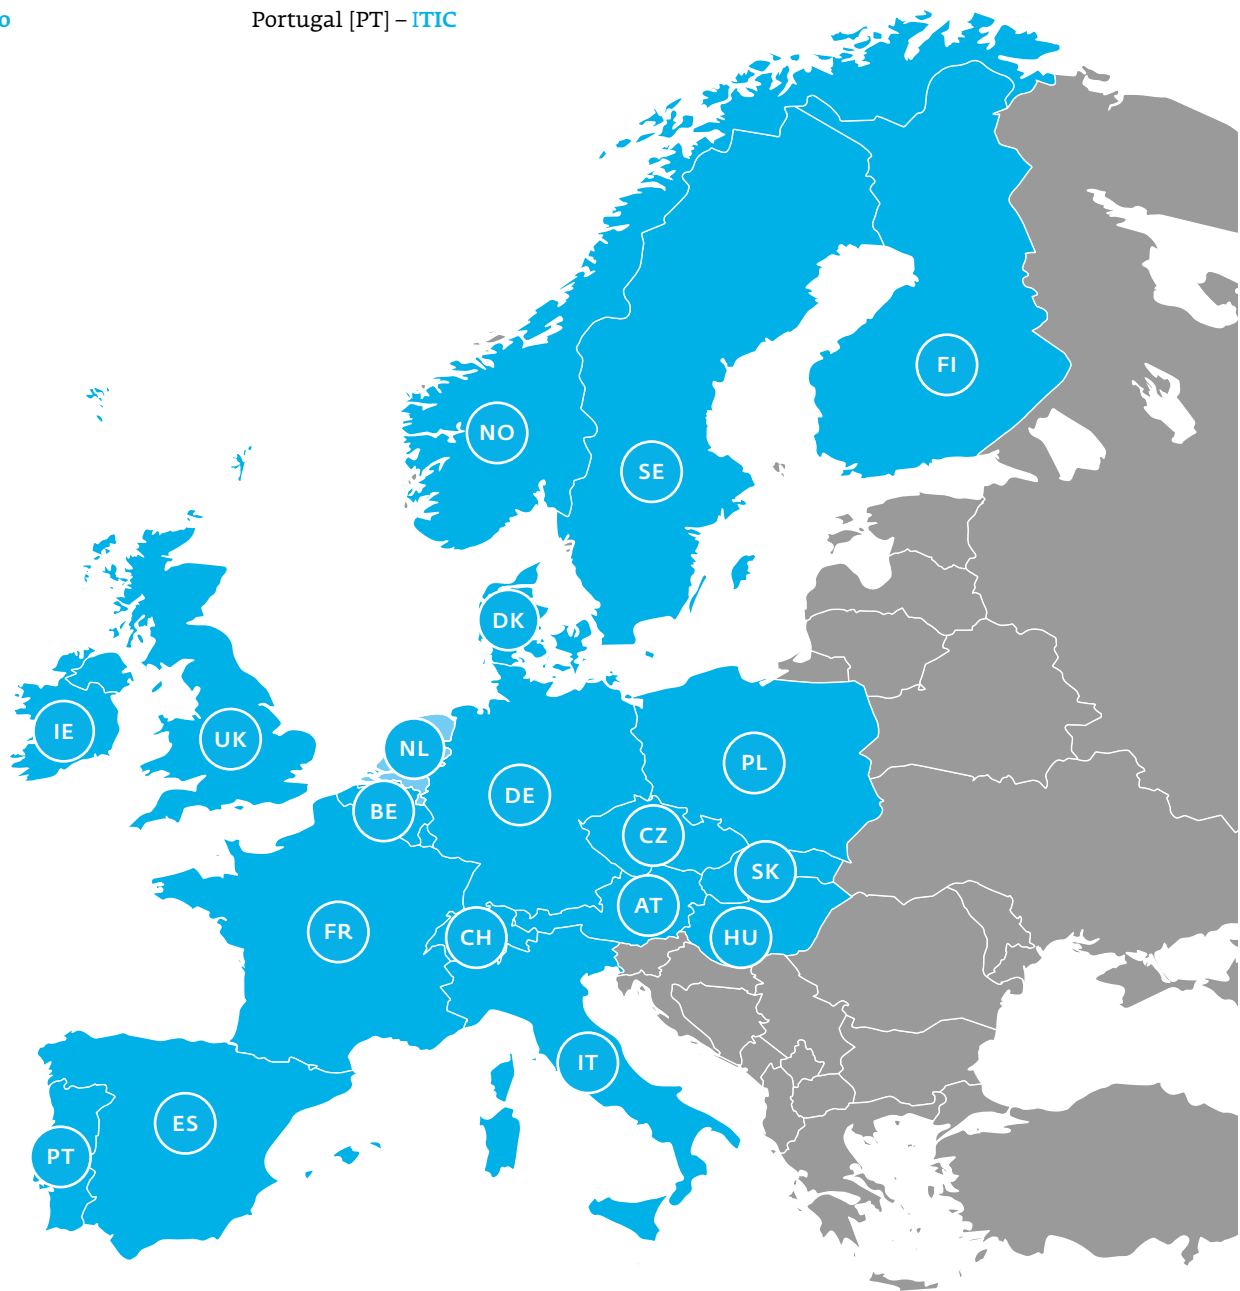 o
Portugal [PT] – ITIC
FI
NO
SE
DK
IE
UK
NL
PL
DE
BE
CZ
SK
AT
FR
CH
HU
IT
ES
PT